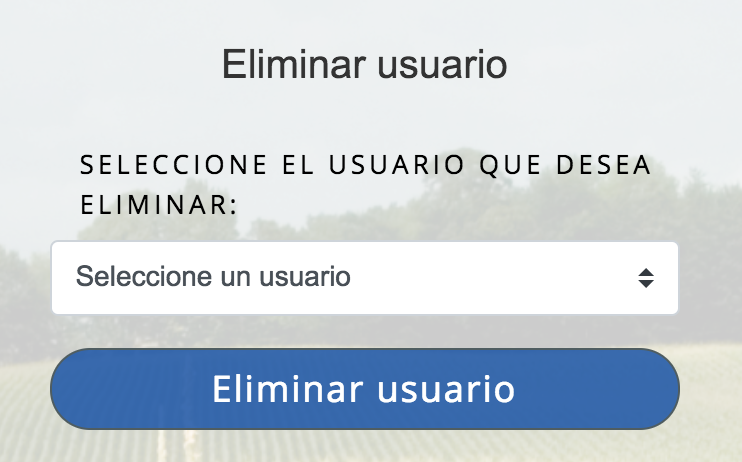 Eliminar usuario
SELECCIONE EL USUARIO QUE DESEA
ELIMINAR:
Seleccione un usuario
Eliminar usuario